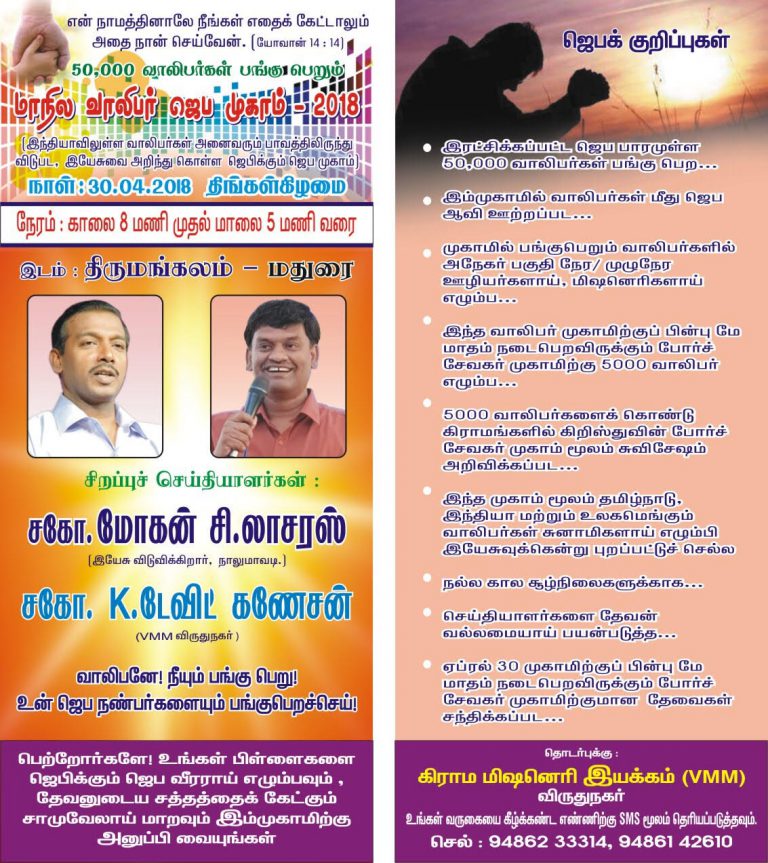 என் நாமத்தினாலே நீங்கள் எதைக் கேட்டாலும்
அதை நான் செய்வேன். (யோவான் 14 : 14)
50,000 வாலிபர்கள் பங்கு பெறும்
மாநில வாலிபர் ஜெப முகாம் - 2018
(இந்தியாவிலுள்ள வாலிபர்கள் அனைவரும் பாவத்திலிருந்து
விடுபட, இயேசுவை அறிந்து கொள்ள ஜெபிக்கும் ஜெப முகாம்)
நாள் : 30.04.2018 திங்கள்கிழமை
நேரம் : காலை 8 மணி முதல் மாலை 5 மணி வரை
இடம் : திருமங்கலம் - மதுரை
சிறப்புச் செய்தியாளர்கள் :
சகோ. மோகன் சி.லாசரஸ்
(இயேசு விடுவிக்கிறார், நாலுமாவடி.)
சகோ. K.டேவிட் கணேசன்
(VMM விருதுநகர் )
வாலிபனே! நீயும் பங்கு பெறு!
உன் ஜெப நண்பர்களையும் பங்குபெறச்செய்!
பெற்றோர்களே! உங்கள் பிள்ளைகளை
ஜெபிக்கும் ஜெப வீரராய் எழும்பவும் ,
தேவனுடைய சத்தத்தைக் கேட்கும்
சாமுவேலாய் மாறவும் இம்முகாமிற்கு
அனுப்பி வையுங்கள்
ஜெபக் குறிப்புகள்
இரட்சிக்கப்பட்ட ஜெப பாரமுள்ள
50,000 வாலிபர்கள் பங்கு பெற...
இம்முகாமில் வாலிபர்கள் மீது ஜெப
ஆவி ஊற்றப்பட...
முகாமில் பங்குபெறும் வாலிபர்களில்
அநேகர் பகுதி நேர/ முழுநேர
ஊழியர்களாய், மிஷனெரிகளாய்
எழும்ப...
இந்த வாலிபர் முகாமிற்குப் பின்பு மே
மாதம் நடைபெறவிருக்கும் போர்ச்
சேவகர் முகாமிற்கு 5000 வாலிபர்
எழும்ப...
5000 வாலிபர்களைக் கொண்டு
கிராமங்களில் கிறிஸ்துவின் போர்ச்
சேவகர் முகாம் மூலம் சுவிசேஷம்
அறிவிக்கப்பட...
இந்த முகாம் மூலம் தமிழ்நாடு,
இந்தியா மற்றும் உலகமெங்கும்
வாலிபர்கள் சுனாமிகளாய் எழும்பி
இயேசுவுக்கென்று புறப்பட்டுச் செல்ல
நல்ல கால சூழ்நிலைகளுக்காக...
செய்தியாளர்களை தேவன்
வல்லமையாய் பயன்படுத்த...
ஏப்ரல் 30 முகாமிற்குப் பின்பு மே
மாதம் நடைபெறவிருக்கும் போர்ச்
சேவகர் முகாமிற்குமான தேவைகள்
சந்திக்கப்பட...
தொடர்புக்கு :
கிராம மிஷனெரி இயக்கம் (VMM)
விருதுநகர்
உங்கள் வருகையை கீழ்க்கண்ட எண்ணிற்கு SMS மூலம் தெரியப்படுத்தவும்.
செல் : 94862 33314, 94861 42610